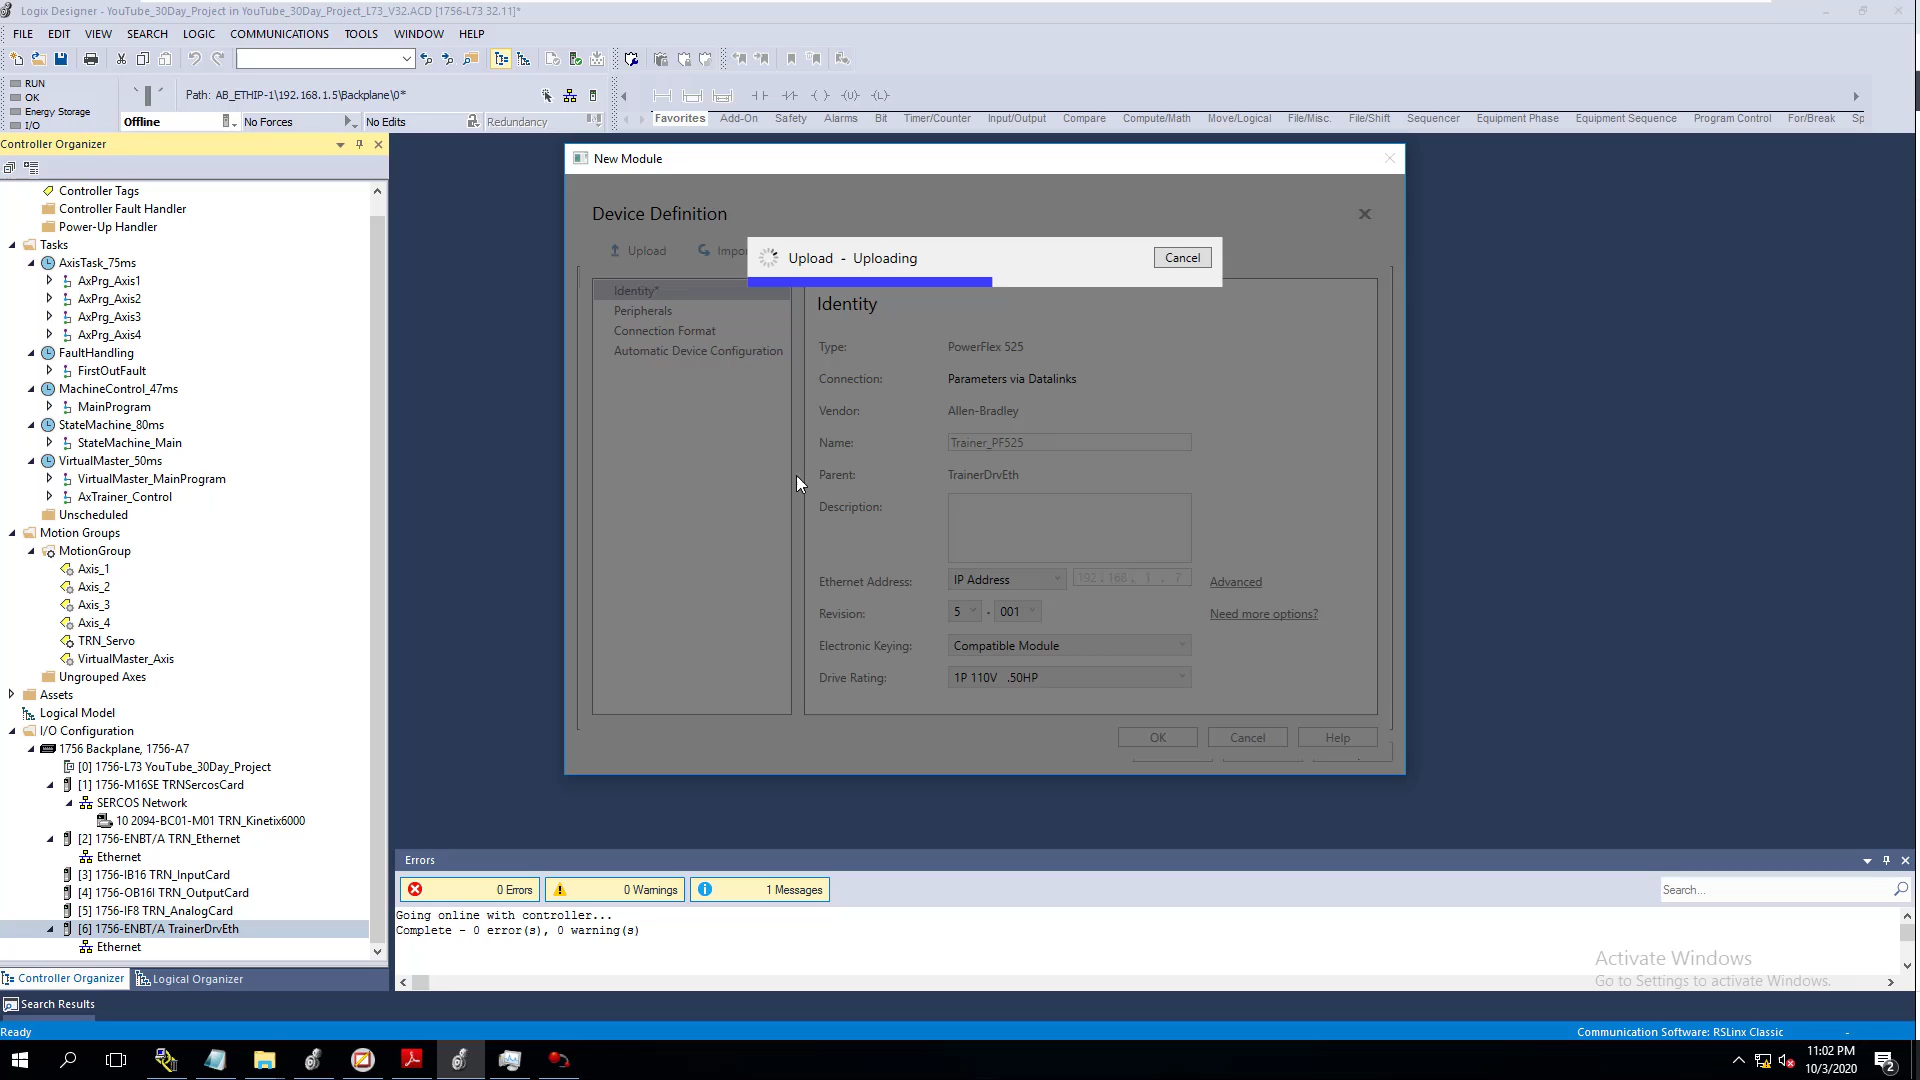 Logix Designer - YouTube_30Day_Project in YouTube_30Day_Project_L73_V32.ACD [1756-L73 32.11]*
FILE EDIT VIEW SEARCH LOGIC COMMUNICATIONS TOOLS WINDOW HELP
RUN
OK
Energy Storage
I/O
Path: AB_ETHIP-1\192.168.1.5\Backplane\0*
Offline No Forces No Edits Redundancy
Favorites Add-On Safety Alarms Bit Timer/Counter Input/Output Compare Compute/Math Move/Logical File/Misc. File/Shift Sequencer Equipment Phase Equipment Sequence Program Control For/Break Sp
Controller Organizer
Controller Tags
Controller Fault Handler
Power-Up Handler
Tasks
AxisTask_75ms
AxPrg_Axis1
AxPrg_Axis2
AxPrg_Axis3
AxPrg_Axis4
FaultHandling
FirstOutFault
MachineControl_47ms
MainProgram
StateMachine_80ms
StateMachine_Main
VirtualMaster_50ms
VirtualMaster_MainProgram
AxTrainer_Control
Unscheduled
Motion Groups
MotionGroup
Axis_1
Axis_2
Axis_3
Axis_4
TRN_Servo
VirtualMaster_Axis
Ungrouped Axes
Assets
Logical Model
I/O Configuration
1756 Backplane, 1756-A7
[0] 1756-L73 YouTube_30Day_Project
[1] 1756-M16SE TRNSercosCard
SERCOS Network
10 2094-BC01-M01 TRN_Kinetix6000
[2] 1756-ENBT/A TRN_Ethernet
Ethernet
[3] 1756-IB16 TRN_InputCard
[4] 1756-OB16I TRN_OutputCard
[5] 1756-IF8 TRN_AnalogCard
[6] 1756-ENBT/A TrainerDrvEth
Ethernet
Controller Organizer Logical Organizer
Search Results
New Module
Device Definition
Upload Impo
Upload - Uploading Cancel
Identity*
Peripherals
Connection Format
Automatic Device Configuration
Identity
Type: PowerFlex 525
Connection: Parameters via Datalinks
Vendor: Allen-Bradley
Name: Trainer_PF525
Parent: TrainerDrvEth
Description:
Ethernet Address: IP Address 192 . 168 . 1 . 7 Advanced
Revision: 5 - 001 Need more options?
Electronic Keying: Compatible Module
Drive Rating: 1P 110V .50HP
OK Cancel Help
Errors
0 Errors 0 Warnings 1 Messages Search...
Going online with controller...
Complete - 0 error(s), 0 warning(s)
Activate Windows
Go to Settings to activate Windows.
Ready Communication Software: RSLinx Classic -
11:02 PM
10/3/2020
2